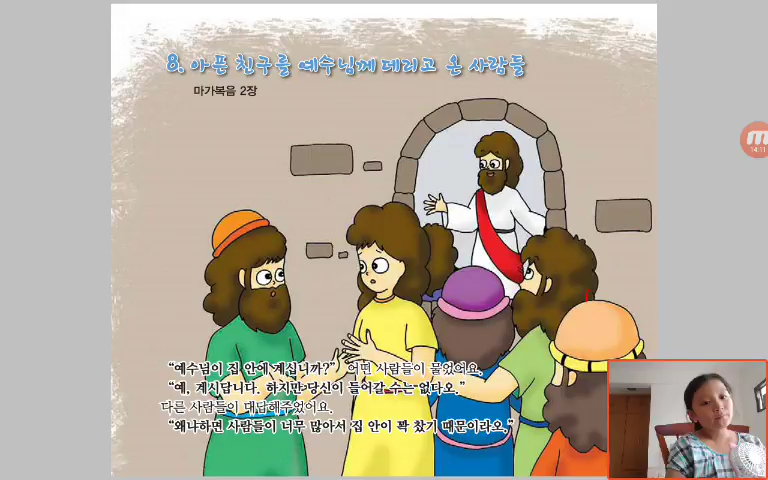 8. 아픈 친구를 예수님께 데리고 온 사람들
마가복음 2장
“예수님이 집 안에 계십니까?” 어떤 사람들이 물었어요.
“예, 계시답니다. 하지만 당신이 들어갈 수는 없다오.”
다른 사람들이 대답해주었어요.
“왜냐하면 사람들이 너무 많아서 집 안이 꽉 찼기 때문이라오.”